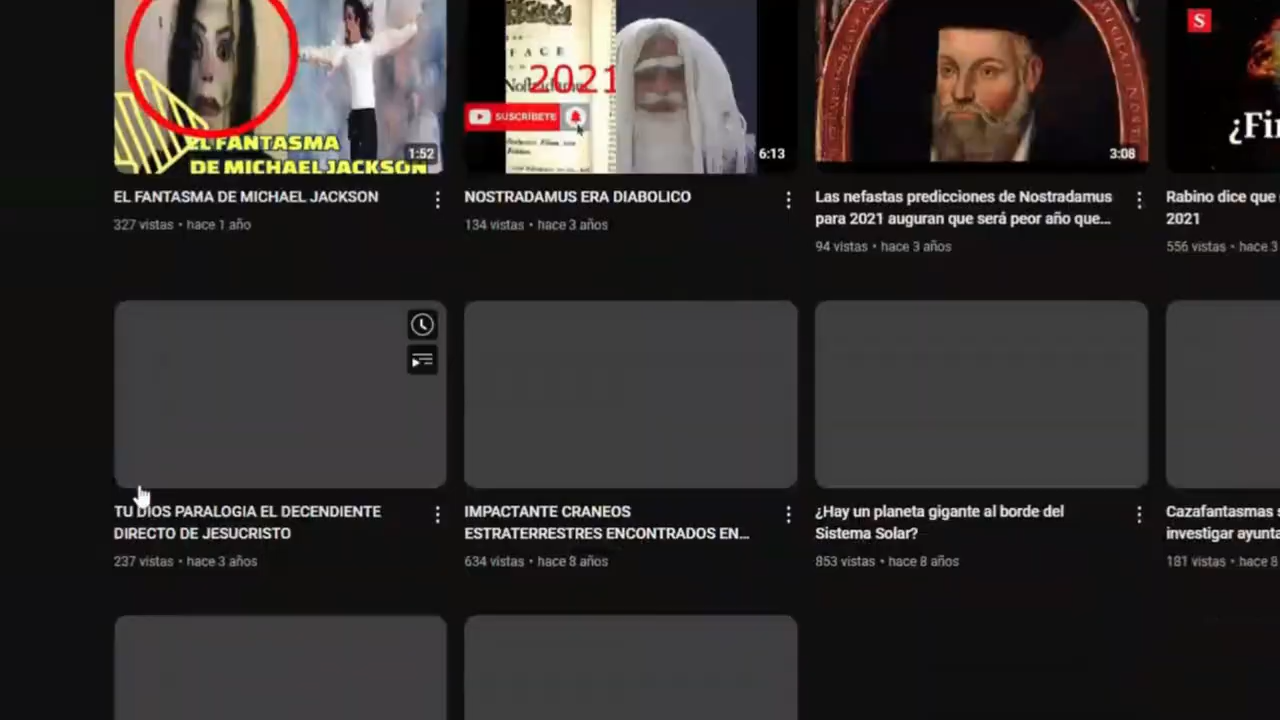 EL FANTASMA
DE MICHAEL JACKSON
1:52
FACE
2021
SUSCRÍBETE
6:13
3:08
S
¿Fi
EL FANTASMA DE MICHAEL JACKSON
327 vistas • hace 1 año
NOSTRADAMUS ERA DIABOLICO
134 vistas • hace 3 años
Las nefastas predicciones de Nostradamus
para 2021 auguran que será peor año que...
94 vistas • hace 3 años
Rabino dice que
2021
556 vistas • hace 3
TU DIOS PARALOGIA EL DECENDIENTE
DIRECTO DE JESUCRISTO
237 vistas • hace 3 años
IMPACTANTE CRANEOS
ESTRATERRESTRES ENCONTRADOS EN...
634 vistas • hace 8 años
¿Hay un planeta gigante al borde del
Sistema Solar?
853 vistas • hace 8 años
Cazafantasmas
investigar ayunta
181 vistas • hace 8